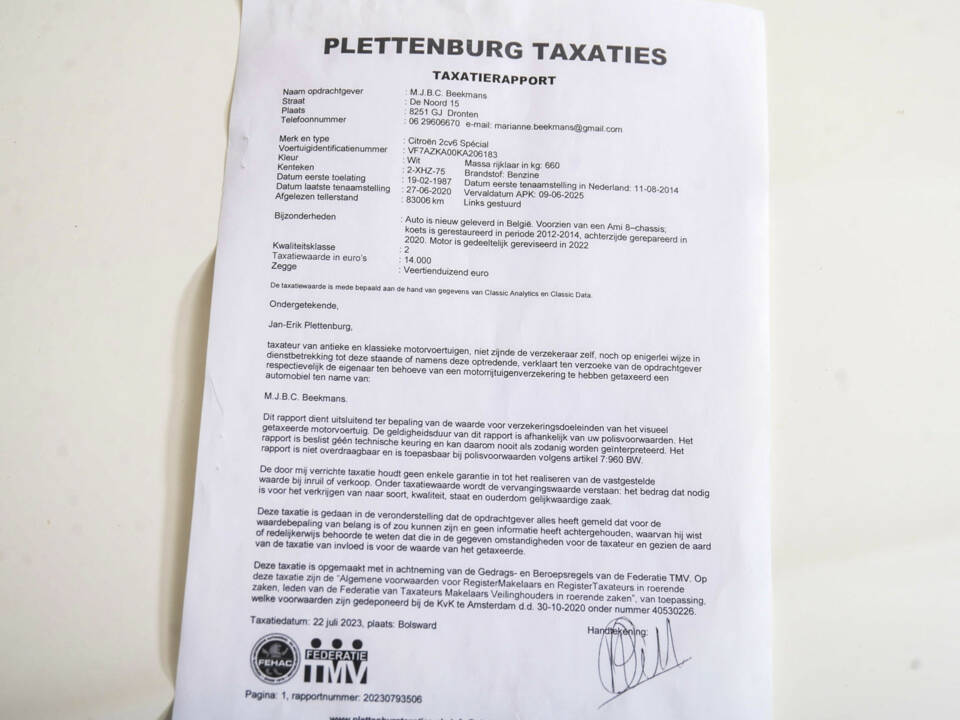 PLETTENBURG TAXATIES
TAXATIERAPPORT
Naam opdrachtgever : M.J.B.C. Beekmans
Straat : De Noord 15
Plaats : 8251 GJ Dronten
Telefoonnummer : 06 29606670 e-mail: marianne.beekmans@gmail.com
Merk en type : Citroën 2cv6 Spécial
Voertuigidentificatienummer : VF7AZKA00KA206183
Kleur : Wit Massa rijklaar in kg: 660
Kenteken : 2-XHZ-75 Brandstof: Benzine
Datum eerste toelating : 19-02-1987 Datum eerste tenaamstelling in Nederland: 11-08-2014
Datum laatste tenaamstelling : 27-06-2020 Vervaldatum APK: 09-06-2025
Afgelezen tellerstand : 83006 km Links gestuurd
Bijzonderheden : Auto is nieuw geleverd in België. Voorzien van een Ami 8–chassis;
koets is gerestaureerd in periode 2012-2014, achterzijde gerepareerd in
2020. Motor is gedeeltelijk gereviseerd in 2022
Kwaliteitsklasse : 2
Taxatiewaarde in euro's : 14.000
Zegge : Veertienduizend euro
De taxatiewaarde is mede bepaald aan de hand van gegevens van Classic Analytics en Classic Data.
Ondergetekende,
Jan-Erik Plettenburg,
taxateur van antieke en klassieke motorvoertuigen, niet zijnde de verzekeraar zelf, noch op enigerlei wijze in
dienstbetrekking tot deze staande of namens deze optredende, verklaart ten verzoeke van de opdrachtgever
respectievelijk de eigenaar ten behoeve van een motorrijtuigenverzekering te hebben getaxeerd een
automobiel ten name van:
M.J.B.C. Beekmans.
Dit rapport dient uitsluitend ter bepaling van de waarde voor verzekeringsdoeleinden van het visueel
getaxeerde motorvoertuig. De geldigheidsduur van dit rapport is afhankelijk van uw polisvoorwaarden. Het
rapport is beslist géén technische keuring en kan daarom nooit als zodanig worden geïnterpreteerd. Het
rapport is niet overdraagbaar en is toepasbaar bij polisvoorwaarden volgens artikel 7:960 BW.
De door mij verrichte taxatie houdt geen enkele garantie in tot het realiseren van de vastgestelde
waarde bij inruil of verkoop. Onder taxatiewaarde wordt de vervangingswaarde verstaan: het bedrag dat nodig
is voor het verkrijgen van naar soort, kwaliteit, staat en ouderdom gelijkwaardige zaak.
Deze taxatie is gedaan in de veronderstelling dat de opdrachtgever alles heeft gemeld dat voor de
waardebepaling van belang is of zou kunnen zijn en geen informatie heeft achtergehouden, waarvan hij wist
of redelijkerwijs behoorde te weten dat die in de gegeven omstandigheden voor de taxateur en gezien de aard
van de taxatie van invloed is voor de waarde van het getaxeerde.
Deze taxatie is opgemaakt met in achtneming van de Gedrags- en Beroepsregels van de Federatie TMV. Op
deze taxatie zijn de "Algemene voorwaarden voor RegisterMakelaars en RegisterTaxateurs in roerende
zaken, leden van de Federatie van Taxateurs Makelaars Veilinghouders in roerende zaken", van toepassing,
welke voorwaarden zijn gedeponeerd bij de KvK te Amsterdam d.d. 30-10-2020 onder nummer 40530226.
Taxatiedatum: 22 juli 2023, plaats: Bolsward
Handtekening:
FEHAC
FEDERATIE
TMV
Pagina: 1, rapportnummer: 20230793506